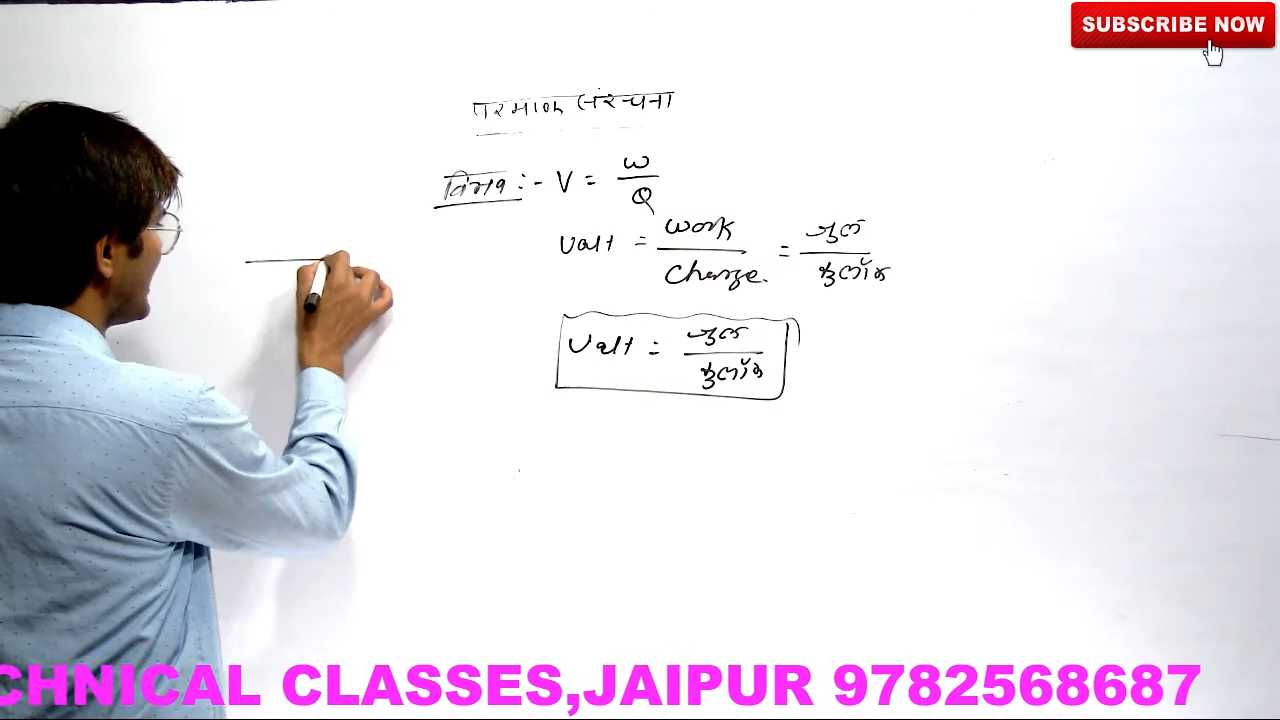 SUBSCRIBE NOW
परमाणु संरचना
विभव :- V = W/Q
Volt = work/Charge. = जुल/कुलॉम
Volt = जुल/कुलॉम
CHNICAL CLASSES,JAIPUR 9782568687